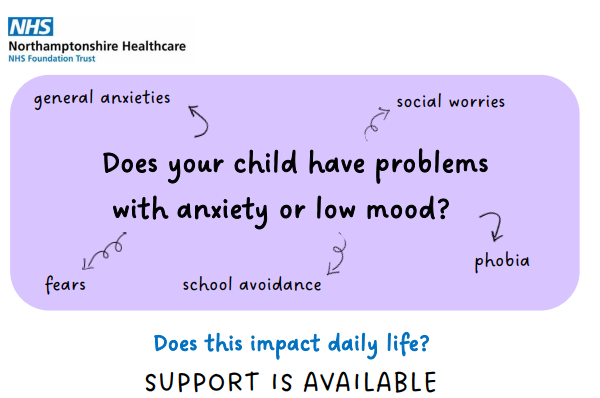 NHS
Northamptonshire Healthcare
NHS Foundation Trust
general anxieties
social worries
Does your child have problems
with anxiety or low mood?
phobia
fears
school avoidance
Does this impact daily life?
SUPPORT IS AVAILABLE